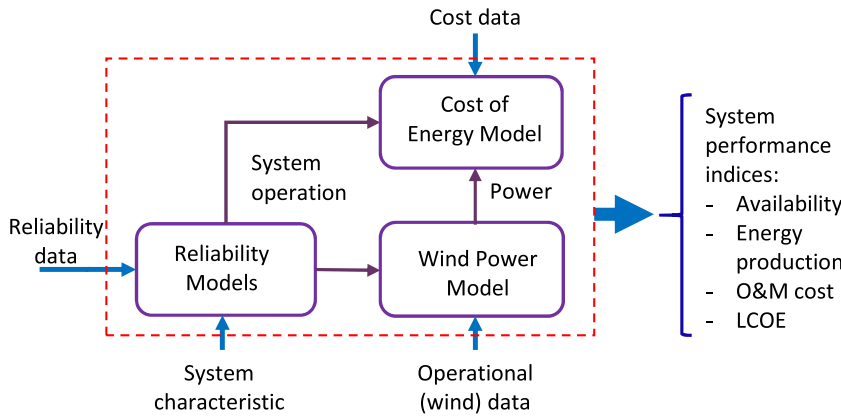 Cost data
Cost of
Energy Model
System
operation
Power
Reliability
data
Reliability
Models
Wind Power
Model
System
characteristic
Operational
(wind) data
System
performance
indices:
- Availability
- Energy
production
- O&M cost
- LCOE